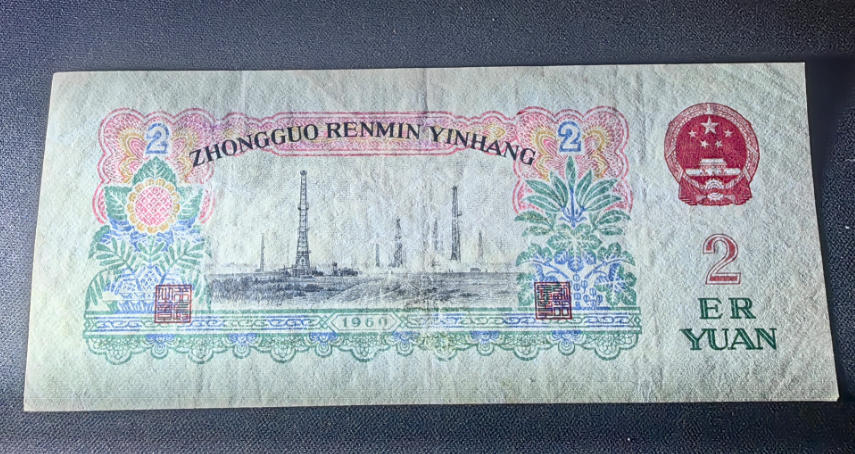 2 2
ZHONGGUO RENMIN YINHANG
1960
2
ER
YUAN